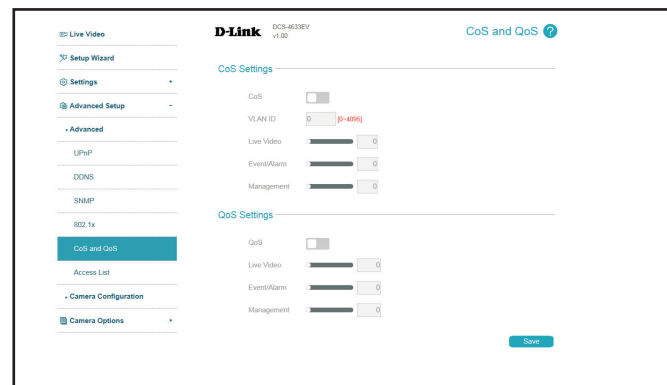 Live Video
Setup Wizard
Settings +
Advanced Setup -
Advanced
UPnP
DDNS
SNMP
802.1x
CoS and QoS
Access List
Camera Configuration
Camera Options +
D-Link DCS-4633EV
v1.00
CoS and QoS ?
CoS Settings
CoS
VLAN ID 0 [0~4095]
Live Video 0
Event/Alarm 0
Management 0
QoS Settings
QoS
Live Video 0
Event/Alarm 0
Management 0
Save